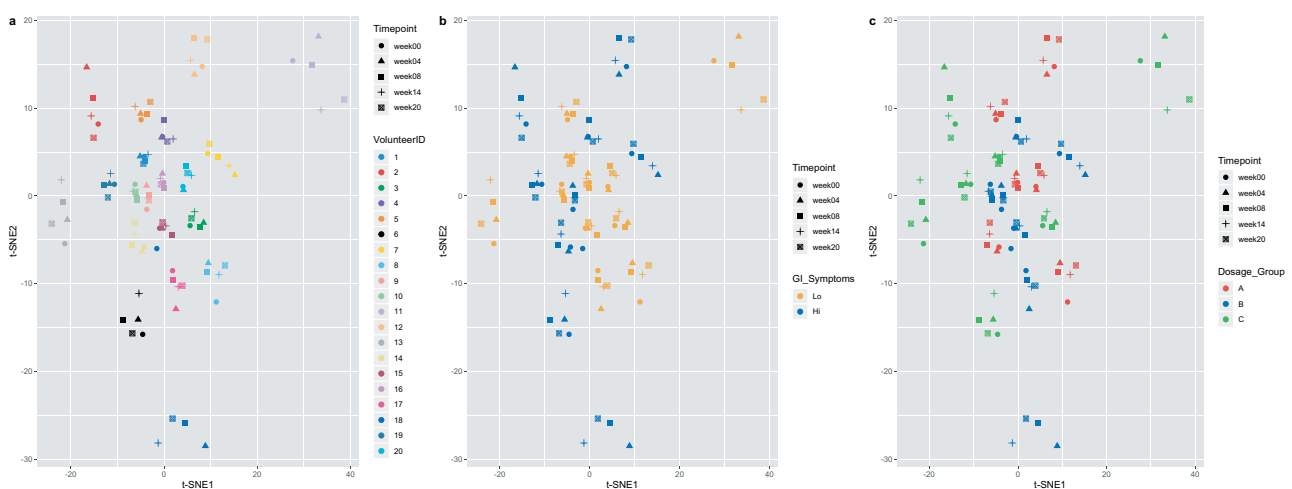 a
20
10
0
-10
-20
-30
t-SNE2
-20
0
20
40
t-SNE1
Timepoint
week00
week04
week08
week14
week20
VolunteerID
1
2
3
4
5
6
7
8
9
10
11
12
13
14
15
16
17
18
19
20
b
20
10
0
-10
-20
-30
t-SNE2
-20
0
20
40
t-SNE1
Timepoint
week00
week04
week08
week14
week20
GI_Symptoms
Lo
Hi
c
20
10
0
-10
-20
-30
t-SNE2
-20
0
20
40
t-SNE1
Timepoint
week00
week04
week08
week14
week20
Dosage_Group
A
B
C